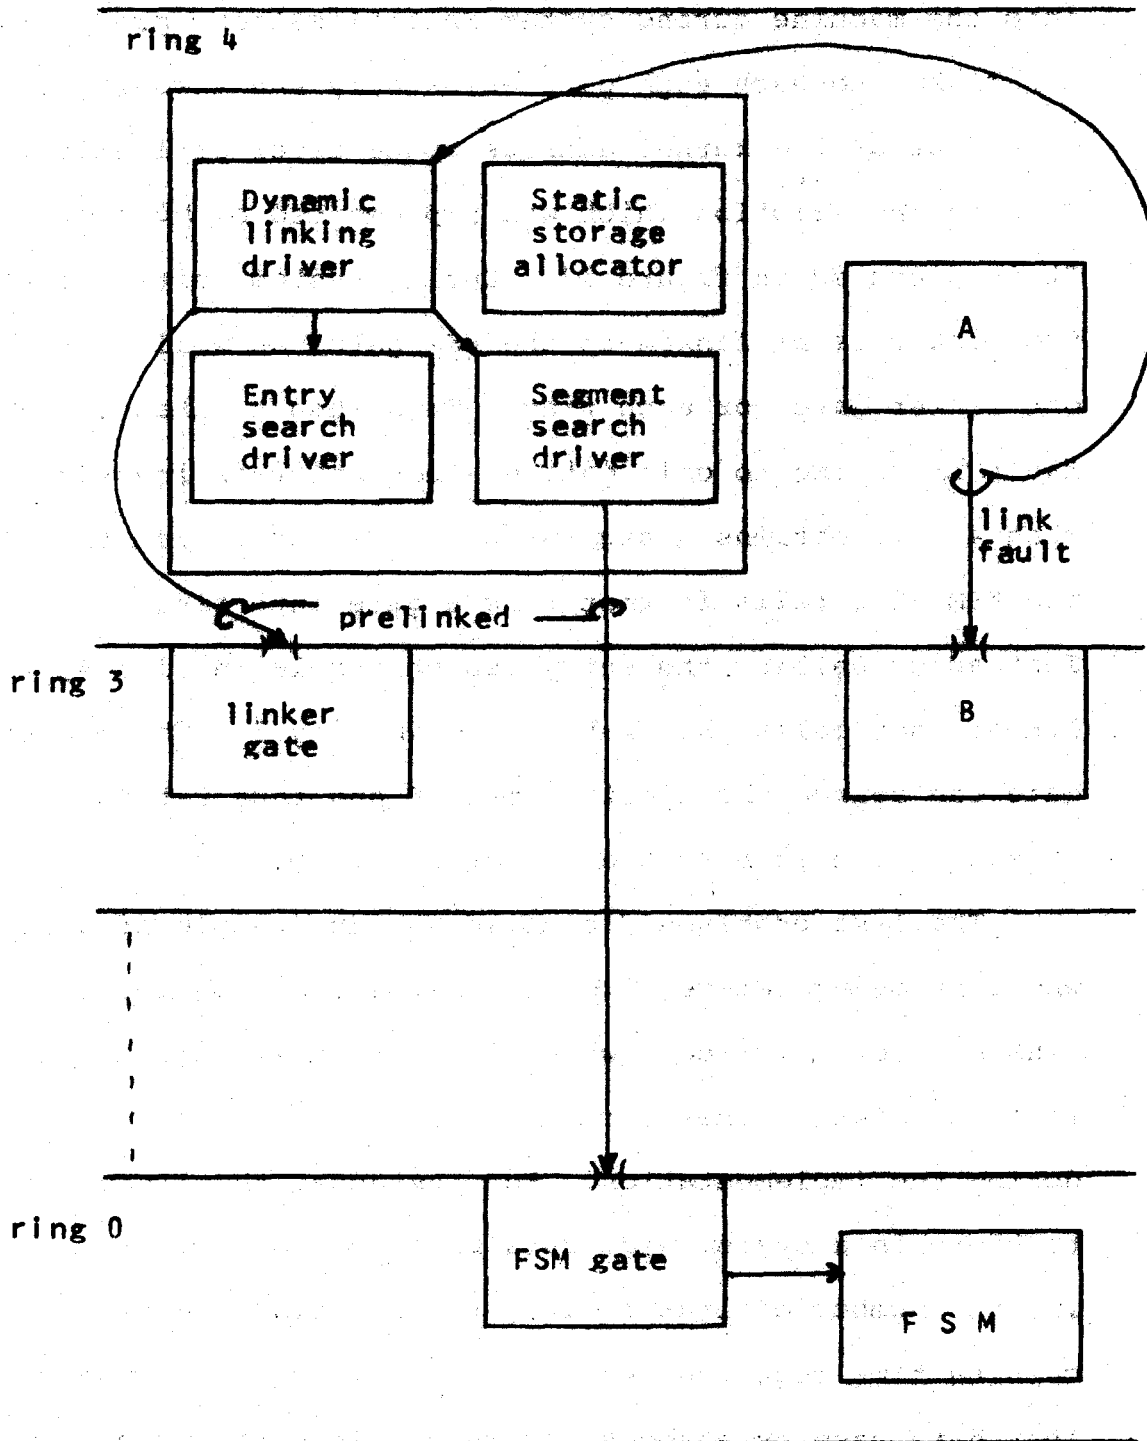 ring 4
Dynamic
linking
driver
Static
storage
allocator
A
Entry
search
driver
Segment
search
driver
link
fault
prelinked
ring 3
linker
gate
B
ring 0
FSM gate
F S M